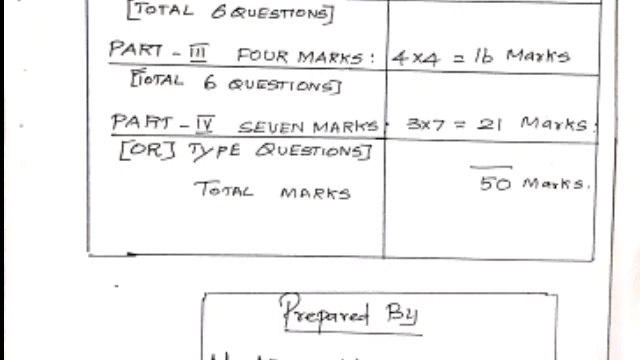 [TOTAL 6 QUESTIONS]
PART - III FOUR MARKS: 4x4 = 16 Marks
[TOTAL 6 QUESTIONS]
PART - IV SEVEN MARKS: 3x7 = 21 Marks.
[OR] TYPE QUESTIONS]
TOTAL MARKS 50 Marks.
Prepared By